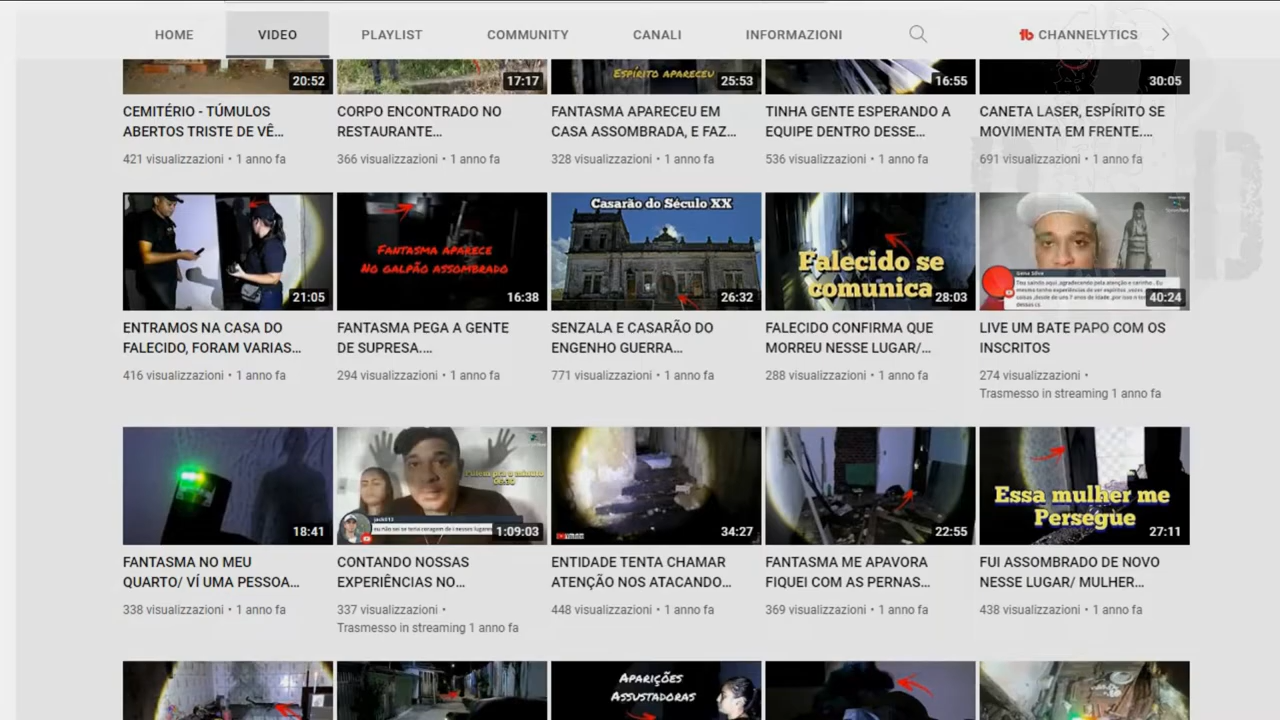 HOME
VIDEO
PLAYLIST
COMMUNITY
CANALI
INFORMAZIONI
CHANNELYTICS
20:52
17:17
ESPÍRITO APARECEU
25:53
16:55
30:05
CEMITÉRIO - TÚMULOS
ABERTOS TRISTE DE VÊ...
421 visualizzazioni • 1 anno fa
CORPO ENCONTRADO NO
RESTAURANTE...
366 visualizzazioni • 1 anno fa
FANTASMA APARECEU EM
CASA ASSOMBRADA, E FAZ...
328 visualizzazioni • 1 anno fa
TINHA GENTE ESPERANDO A
EQUIPE DENTRO DESSE...
536 visualizzazioni • 1 anno fa
CANETA LASER, ESPÍRITO SE
MOVIMENTA EM FRENTE....
691 visualizzazioni • 1 anno fa
21:05
FANTASMA APARECE
NO GALPÃO ASSOMBRADO
16:38
Casarão do Século XX
26:32
Falecido se
comunica
28:03
40:24
ENTRAMOS NA CASA DO
FALECIDO, FORAM VARIAS...
416 visualizzazioni • 1 anno fa
FANTASMA PEGA A GENTE
DE SUPRESA....
294 visualizzazioni • 1 anno fa
SENZALA E CASARÃO DO
ENGENHO GUERRA...
771 visualizzazioni • 1 anno fa
FALECIDO CONFIRMA QUE
MORREU NESSE LUGAR/...
288 visualizzazioni • 1 anno fa
LIVE UM BATE PAPO COM OS
INSCRITOS
274 visualizzazioni •
Trasmesso in streaming 1 anno fa
18:41
1:09:03
34:27
22:55
Essa mulher me
Persegue
27:11
FANTASMA NO MEU
QUARTO/ VÍ UMA PESSOA...
338 visualizzazioni • 1 anno fa
CONTANDO NOSSAS
EXPERIÊNCIAS NO...
337 visualizzazioni •
Trasmesso in streaming 1 anno fa
ENTIDADE TENTA CHAMAR
ATENÇÃO NOS ATACANDO...
448 visualizzazioni • 1 anno fa
FANTASMA ME APAVORA
FIQUEI COM AS PERNAS...
369 visualizzazioni • 1 anno fa
FUI ASSOMBRADO DE NOVO
NESSE LUGAR/ MULHER...
438 visualizzazioni • 1 anno fa
APARIÇÕES
ASSUSTADORAS